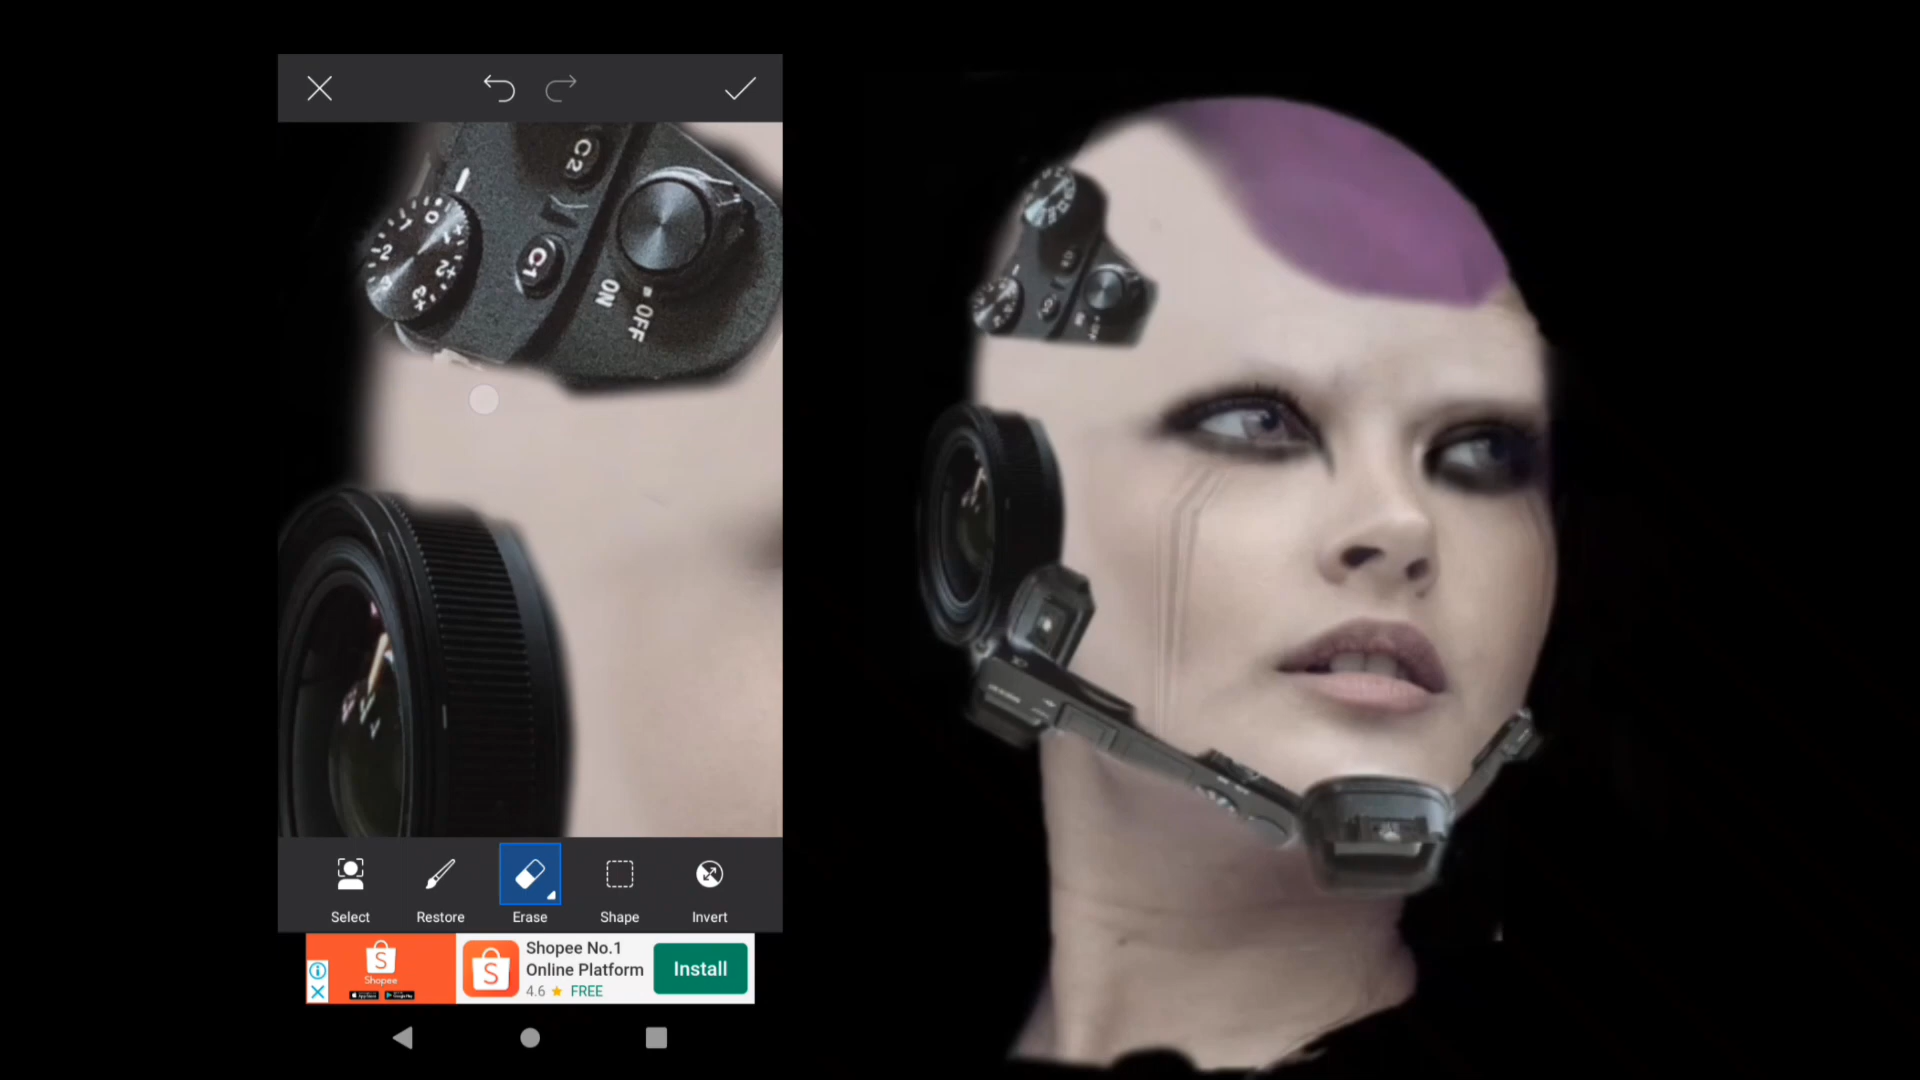 C2
C1
ON
OFF
Select
Restore
Erase
Shape
Invert
Shopee
Shopee No.1
Online Platform
4.6 ★ FREE
Install